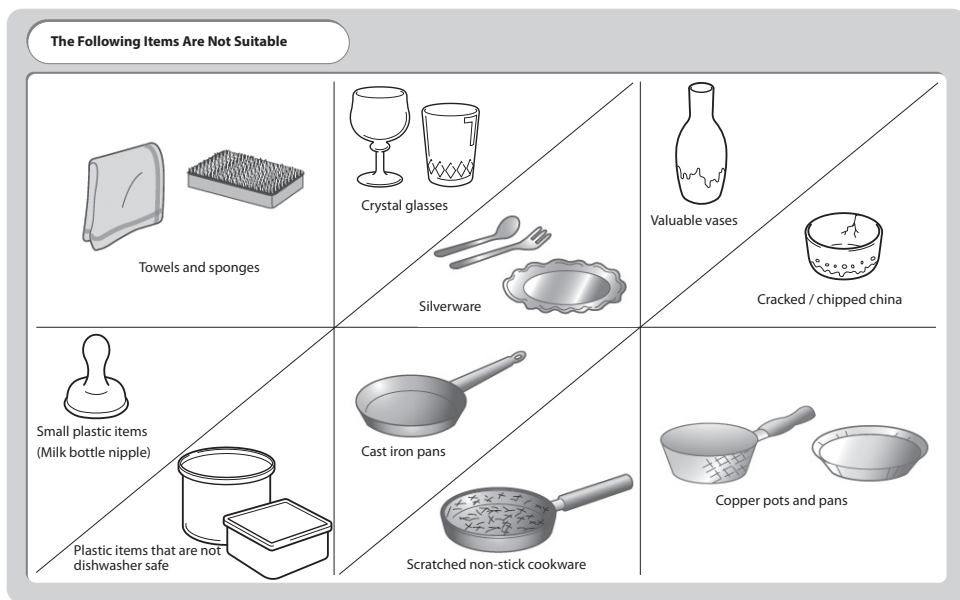 The Following Items Are Not Suitable
Towels and sponges
Crystal glasses
Silverware
Valuable vases
Cracked / chipped china
Small plastic items
(Milk bottle nipple)
Plastic items that are not
dishwasher safe
Cast iron pans
Scratched non-stick cookware
Copper pots and pans